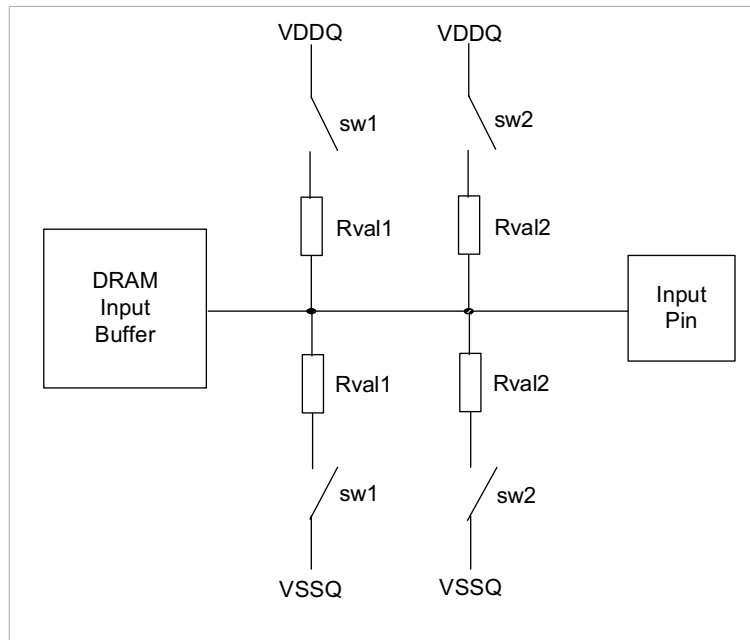 VDDQ
VDDQ
sw1
sw2
Rval1
Rval2
DRAM
Input
Buffer
Input
Pin
Rval1
Rval2
sw1
sw2
VSSQ
VSSQ